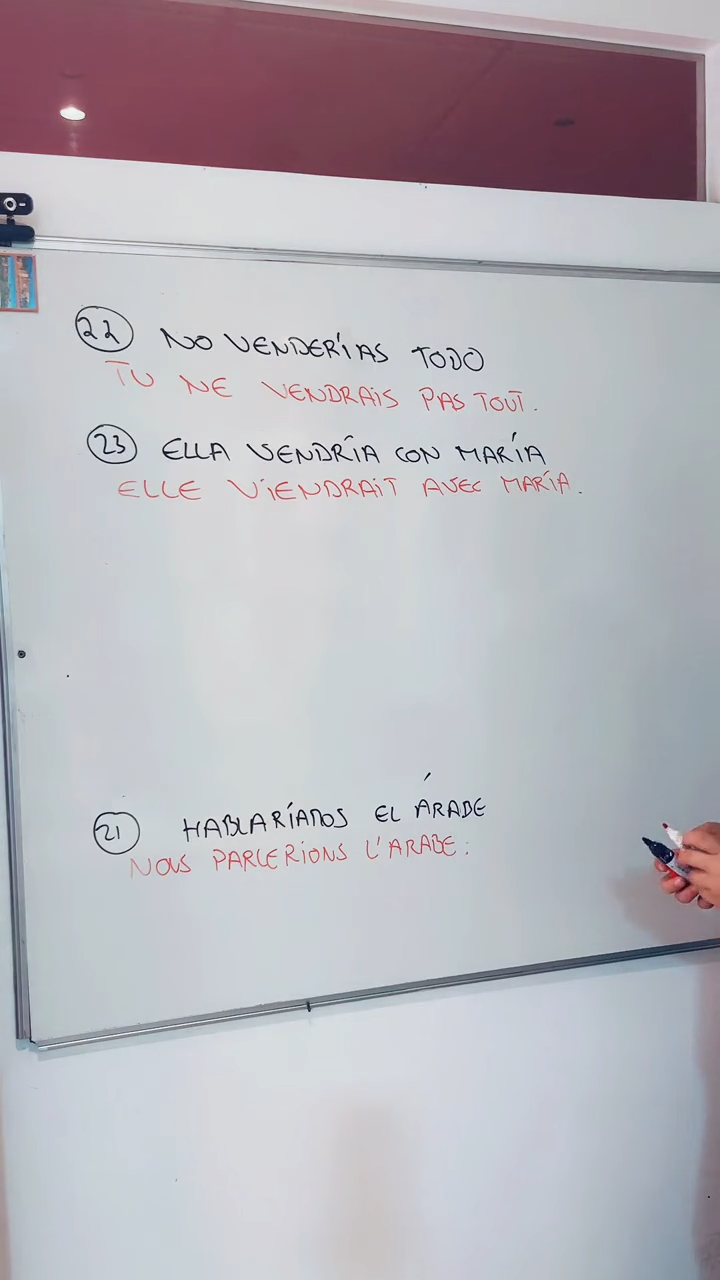 22 NO VENDERÍAS TODO
TU NE VENDRAIS PAS TOUT.
23 ELLA VENDRÍA CON MARÍA
ELLE VIENDRAIT AVEC MARÍA.
21 HABLARÍAMOS EL ÁRABE
NOUS PARLERIONS L'ARABE.